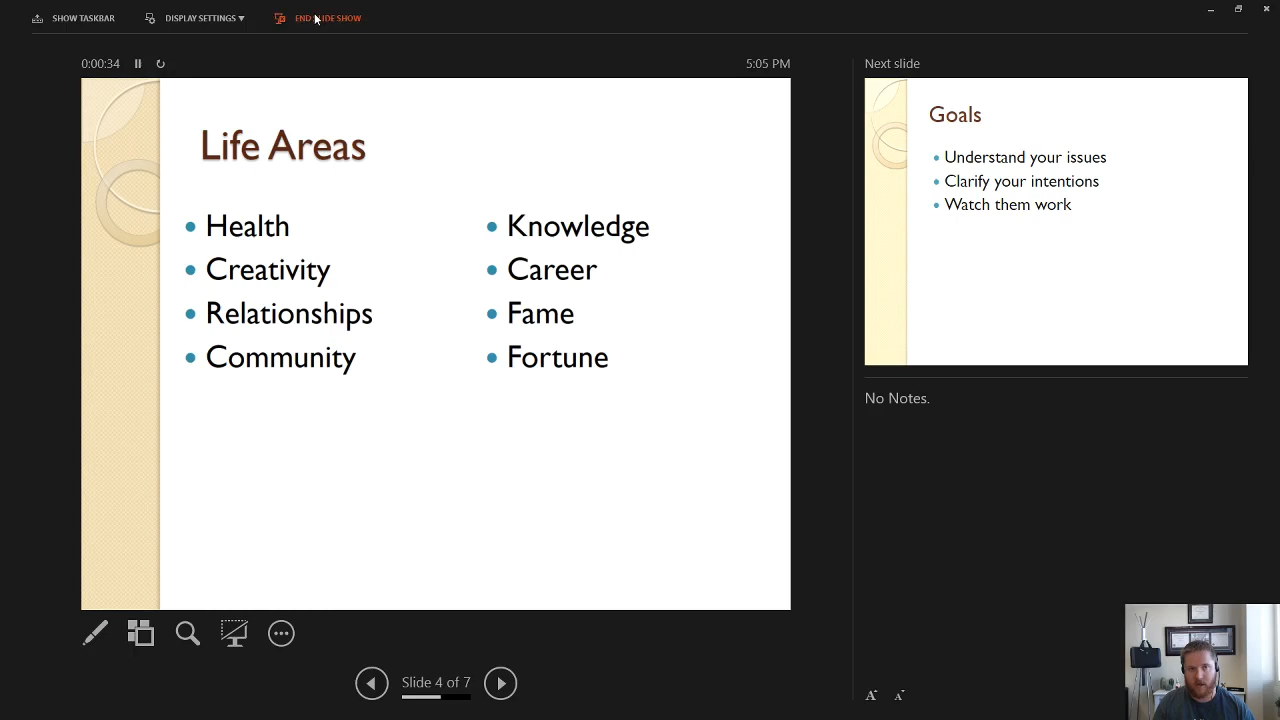 SHOW TASKBAR
DISPLAY SETTINGS ▼
END SLIDE SHOW
0:00:34
5:05 PM
Life Areas
• Health
• Creativity
• Relationships
• Community
• Knowledge
• Career
• Fame
• Fortune
Slide 4 of 7
Next slide
Goals
• Understand your issues
• Clarify your intentions
• Watch them work
No Notes.
A A